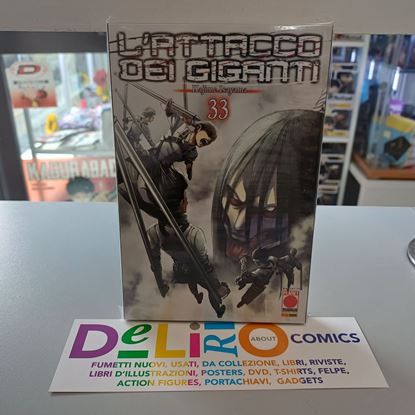 L'ATTACCO
DEI GIGANTI
Hajime Isayama
33
KAGURABA
DeLiRIO
ABOUT
COMICS
FUMETTI NUOVI, USATI, DA COLLEZIONE, LIBRI, RIVISTE,
LIBRI D'ILLUSTRAZIONI, POSTERS, DVD, T-SHIRTS, FELPE,
ACTION FIGURES, PORTACHIAVI, GADGETS